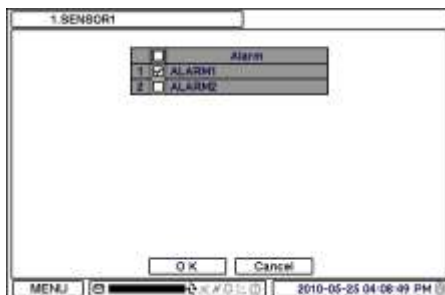 1.SENSOR1
Alarm
1 ALARM1
2 ALARM2
OK Cancel
MENU 2010-05-25 04:08:49 PM